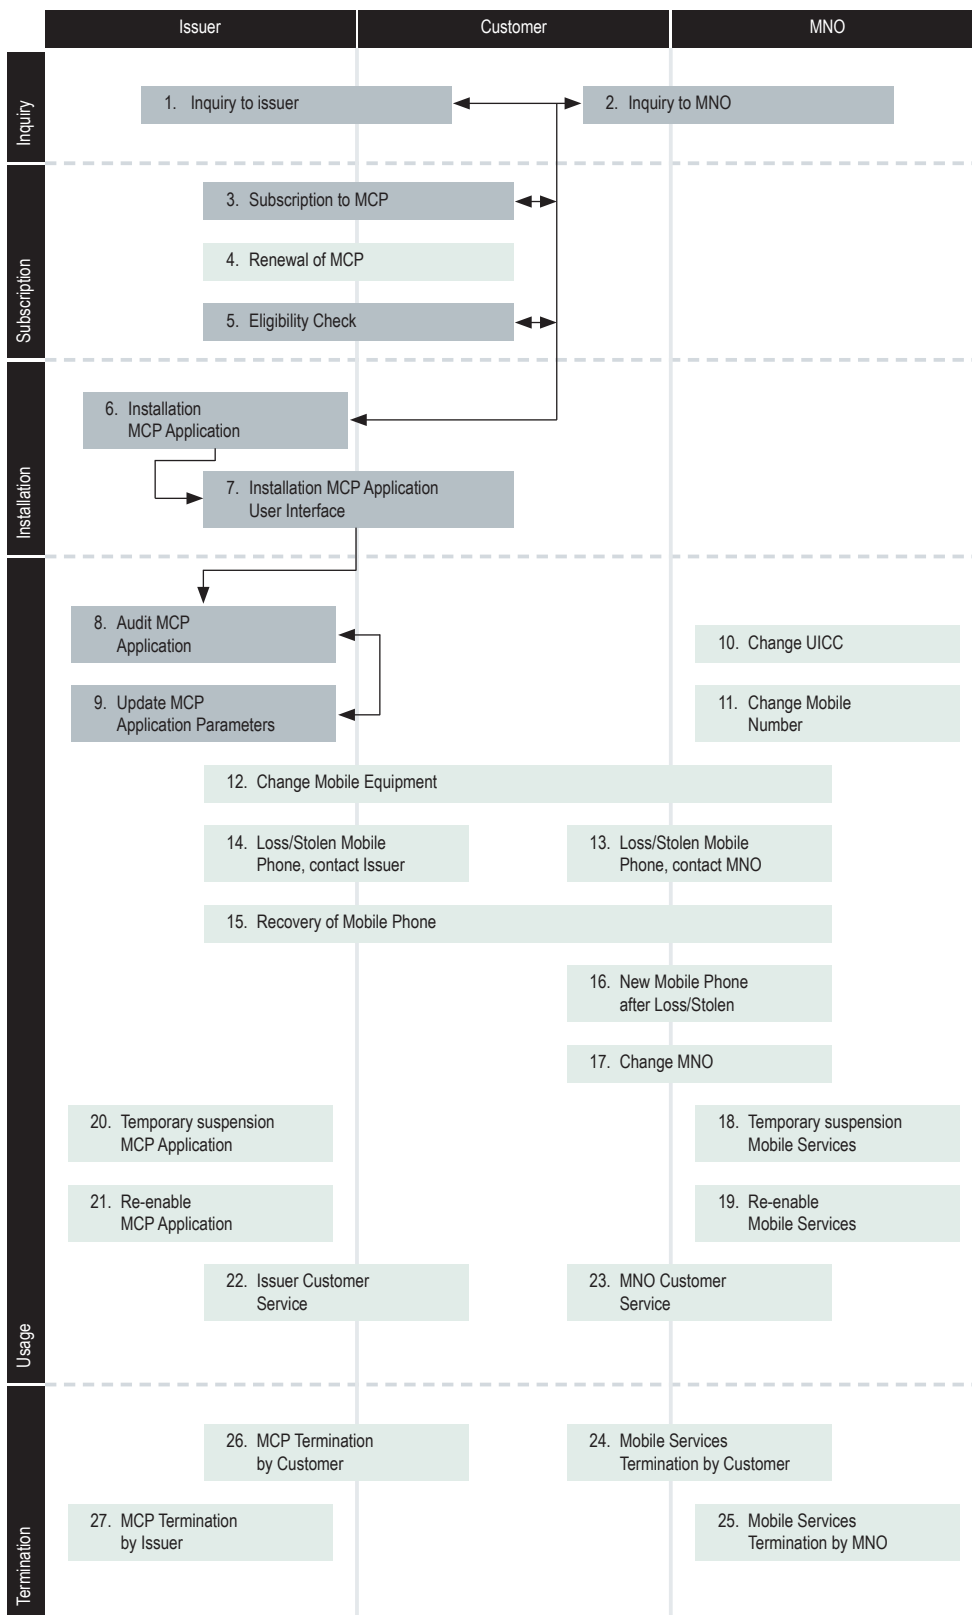 Issuer
Customer
MNO
Inquiry
1. Inquiry to issuer
2. Inquiry to MNO
Subscription
3. Subscription to MCP
4. Renewal of MCP
5. Eligibility Check
Installation
6. Installation
MCP Application
7. Installation MCP Application
User Interface
Usage
8. Audit MCP
Application
10. Change UICC
9. Update MCP
Application Parameters
11. Change Mobile
Number
12. Change Mobile Equipment
14. Loss/Stolen Mobile
Phone, contact Issuer
13. Loss/Stolen Mobile
Phone, contact MNO
15. Recovery of Mobile Phone
16. New Mobile Phone
after Loss/Stolen
17. Change MNO
20. Temporary suspension
MCP Application
18. Temporary suspension
Mobile Services
21. Re-enable
MCP Application
19. Re-enable
Mobile Services
22. Issuer Customer
Service
23. MNO Customer
Service
Termination
26. MCP Termination
by Customer
24. Mobile Services
Termination by Customer
27. MCP Termination
by Issuer
25. Mobile Services
Termination by MNO